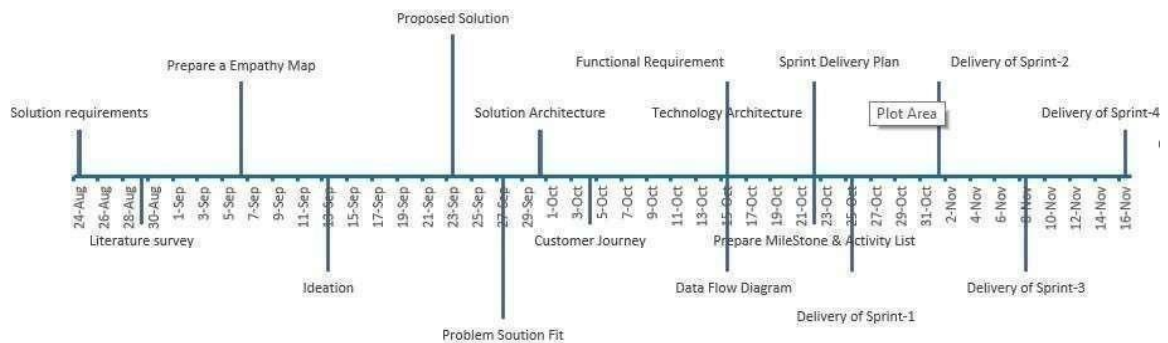 Proposed Solution
Prepare a Empathy Map
Functional Requirement
Sprint Delivery Plan
Delivery of Sprint-2
Solution requirements
Solution Architecture
Technology Architecture
Plot Area
Delivery of Sprint-4
24-Aug
26-Aug
28-Aug
30-Aug
1-Sep
3-Sep
5-Sep
7-Sep
9-Sep
11-Sep
13-Sep
15-Sep
17-Sep
19-Sep
21-Sep
23-Sep
25-Sep
27-Sep
29-Sep
1-Oct
3-Oct
5-Oct
7-Oct
9-Oct
11-Oct
13-Oct
15-Oct
17-Oct
19-Oct
21-Oct
23-Oct
25-Oct
27-Oct
29-Oct
31-Oct
2-Nov
4-Nov
6-Nov
8-Nov
10-Nov
12-Nov
14-Nov
16-Nov
Literature survey
Customer Journey
Prepare MileStone & Activity List
Ideation
Data Flow Diagram
Delivery of Sprint-3
Delivery of Sprint-1
Problem Soution Fit